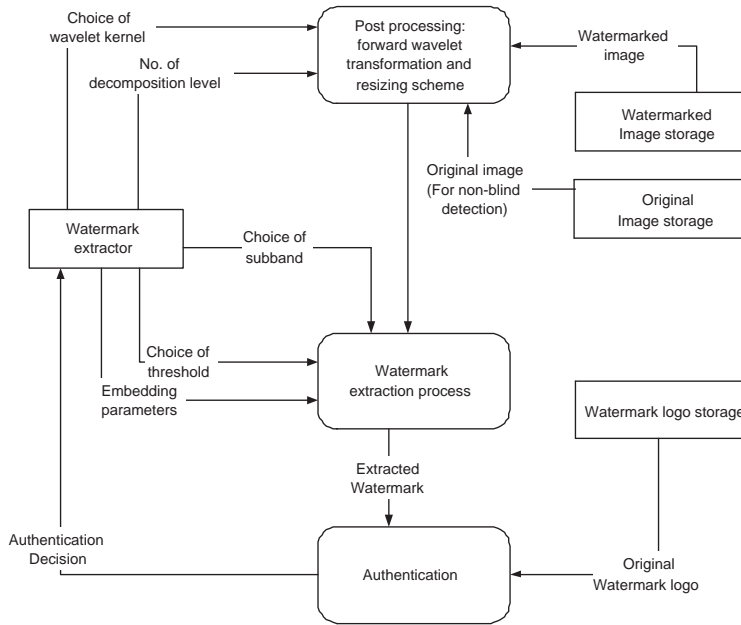 Choice of
wavelet kernel
No. of
decomposition level
Post processing:
forward wavelet
transformation and
resizing scheme
Watermarked
image
Watermarked
Image storage
Original image
(For non-blind
detection)
Original
Image storage
Watermark
extractor
Choice of
subband
Choice of
threshold
Embedding
parameters
Watermark
extraction process
Watermark logo storage
Extracted
Watermark
Authentication
Decision
Authentication
Original
Watermark logo